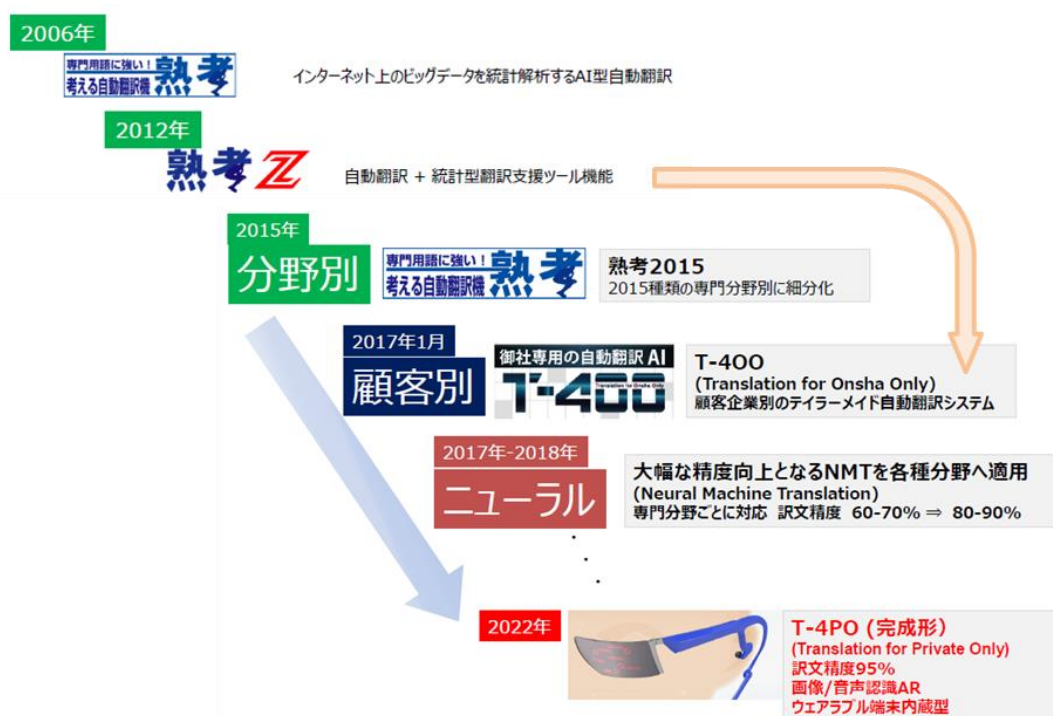 2006年
専門用語に強い!
考える自動翻訳機 熟考
インターネット上のビッグデータを統計解析するAI型自動翻訳
2012年
熟考Z
自動翻訳 + 統計型翻訳支援ツール機能
2015年
分野別
専門用語に強い!
考える自動翻訳機 熟考
熟考2015
2015種類の専門分野別に細分化
2017年1月
顧客別
御社専用の自動翻訳 AI
T-400
Translation for Onsha Only
T-4OO
(Translation for Onsha Only)
顧客企業別のテイラーメイド自動翻訳システム
2017年-2018年
ニューラル
大幅な精度向上となるNMTを各種分野へ適用
(Neural Machine Translation)
専門分野ごとに対応 訳文精度 60-70% ⇒ 80-90%
2022年
T-4PO (完成形)
(Translation for Private Only)
訳文精度95%
画像/音声認識AR
ウェアラブル端末内蔵型